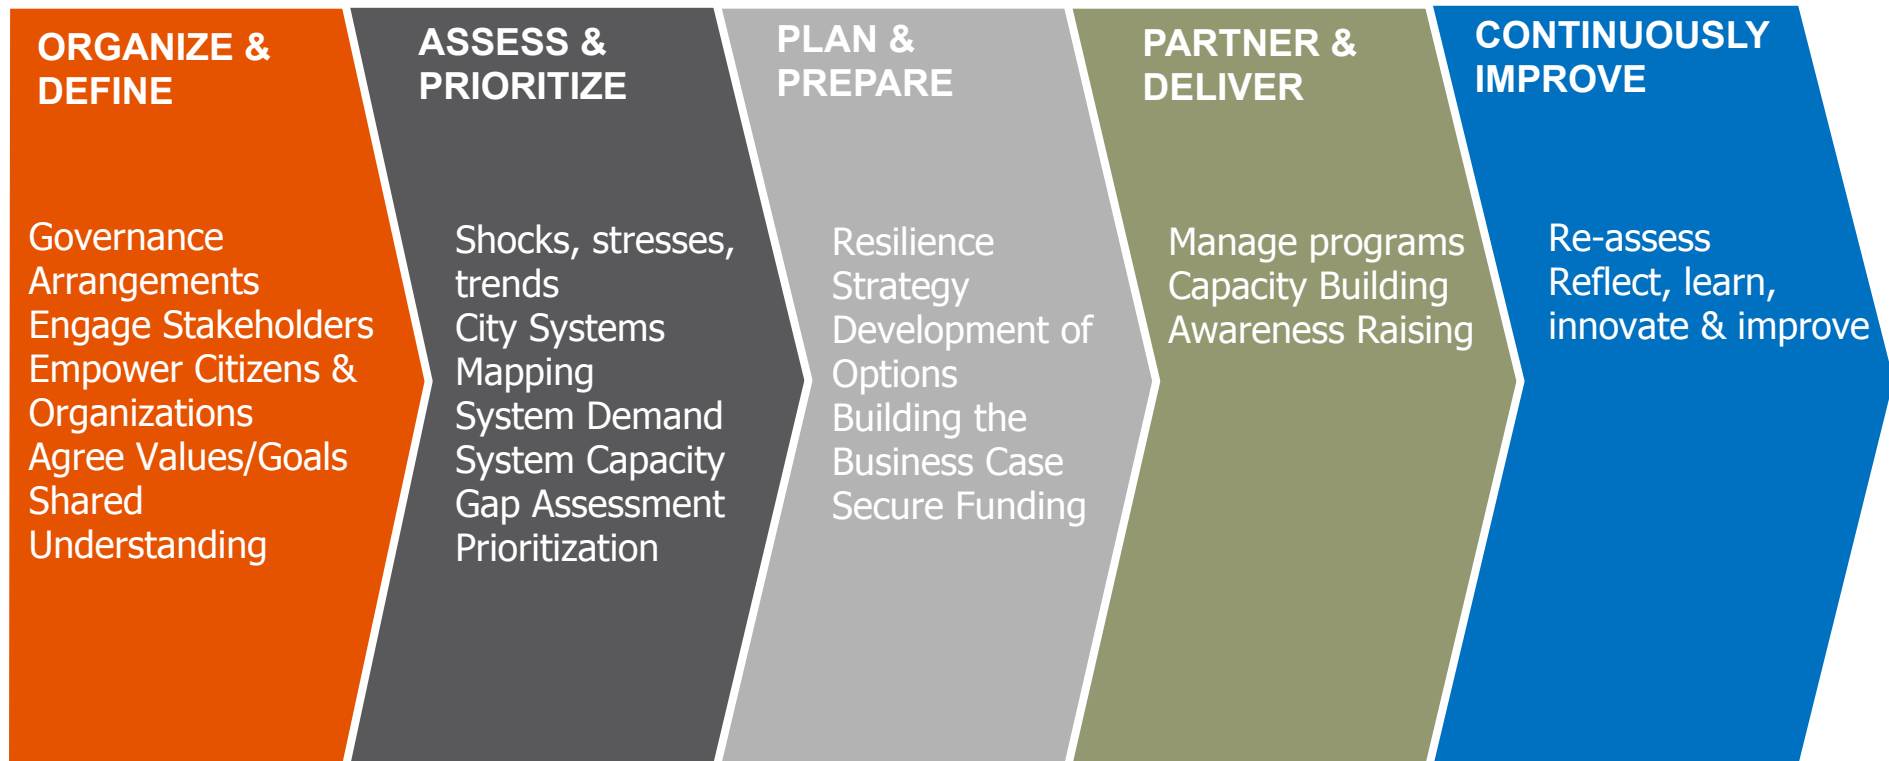 ORGANIZE &
DEFINE
Governance
Arrangements
Engage Stakeholders
Empower Citizens &
Organizations
Agree Values/Goals
Shared
Understanding
ASSESS &
PRIORITIZE
Shocks, stresses,
trends
City Systems
Mapping
System Demand
System Capacity
Gap Assessment
Prioritization
PLAN &
PREPARE
Resilience
Strategy
Development of
Options
Building the
Business Case
Secure Funding
PARTNER &
DELIVER
Manage programs
Capacity Building
Awareness Raising
CONTINUOUSLY
IMPROVE
Re-assess
Reflect, learn,
innovate & improve